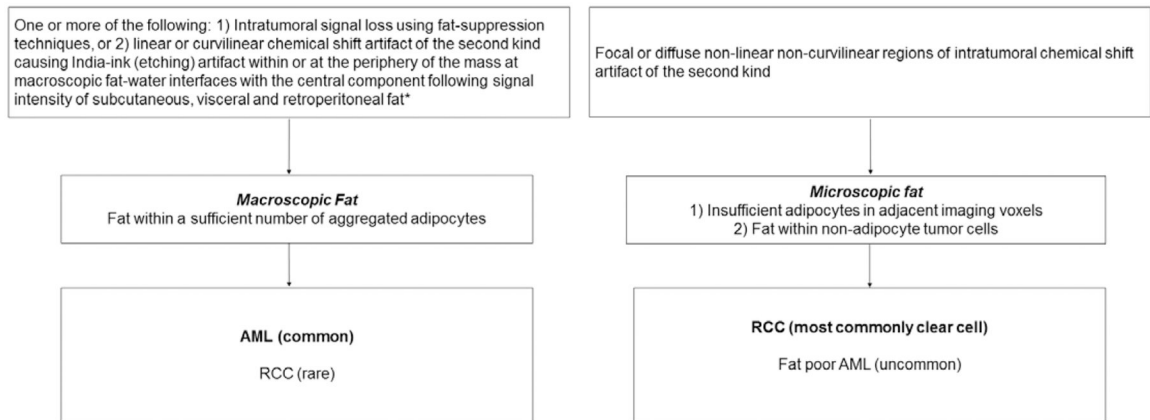 One or more of the following: 1) Intratumoral signal loss using fat-suppression
techniques, or 2) linear or curvilinear chemical shift artifact of the second kind
causing India-ink (etching) artifact within or at the periphery of the mass at
macroscopic fat-water interfaces with the central component following signal
intensity of subcutaneous, visceral and retroperitoneal fat*
Macroscopic Fat
Fat within a sufficient number of aggregated adipocytes
AML (common)
RCC (rare)
Focal or diffuse non-linear non-curvilinear regions of intratumoral chemical shift
artifact of the second kind
Microscopic fat
1) Insufficient adipocytes in adjacent imaging voxels
2) Fat within non-adipocyte tumor cells
RCC (most commonly clear cell)
Fat poor AML (uncommon)